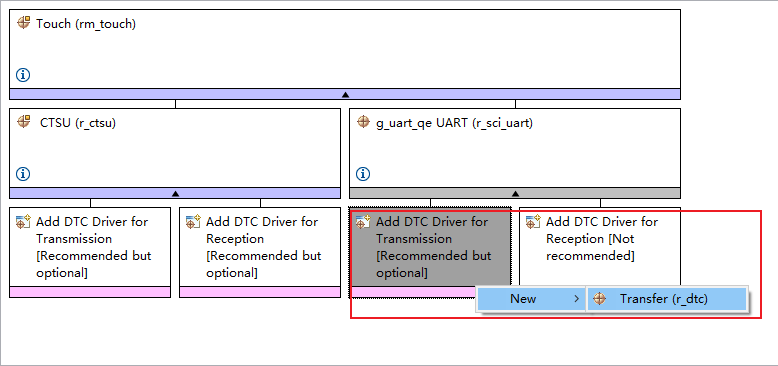 Touch (rm_touch)
CTSU (r_ctsu)
g_uart_qe UART (r_sci_uart)
Add DTC Driver for
Transmission
[Recommended but
optional]
Add DTC Driver for
Reception
[Recommended but
optional]
Add DTC Driver for
Transmission
[Recommended but
optional]
Add DTC Driver for
Reception [Not
recommended]
New
Transfer (r_dtc)